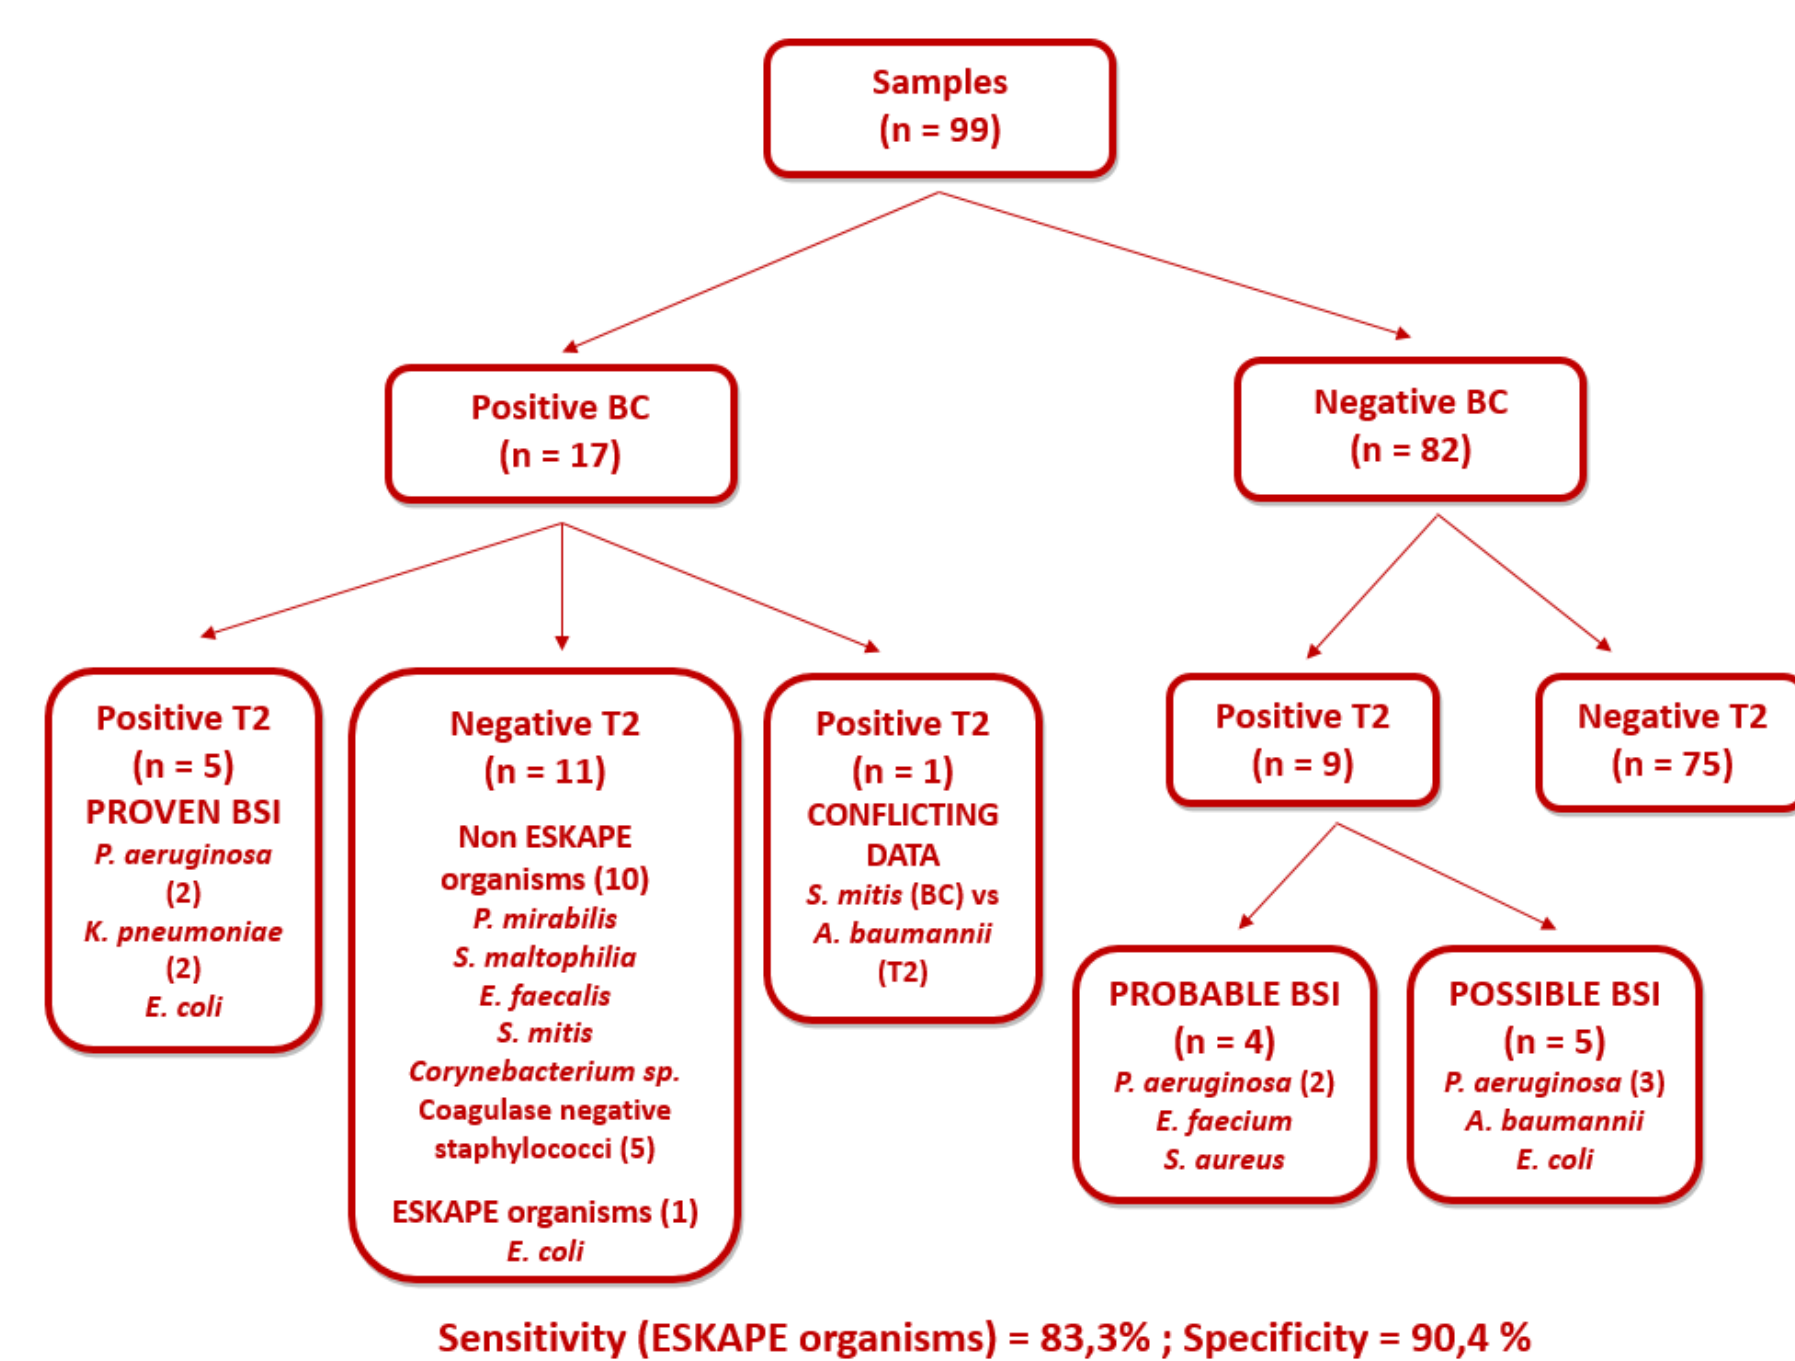 Samples
(n = 99)
Positive BC
(n = 17)
Negative BC
(n = 82)
Positive T2
(n = 5)
PROVEN BSI
P. aeruginosa
(2)
K. pneumoniae
(2)
E. coli
Negative T2
(n = 11)
Non ESKAPE
organisms (10)
P. mirabilis
S. maltophilia
E. faecalis
S. mitis
Corynebacterium sp.
Coagulase negative
staphylococci (5)
ESKAPE organisms (1)
E. coli
Positive T2
(n = 1)
CONFLICTING
DATA
S. mitis (BC) vs
A. baumannii
(T2)
Positive T2
(n = 9)
Negative T2
(n = 75)
PROBABLE BSI
(n = 4)
P. aeruginosa (2)
E. faecium
S. aureus
POSSIBLE BSI
(n = 5)
P. aeruginosa (3)
A. baumannii
E. coli
Sensitivity (ESKAPE organisms) = 83,3% ; Specificity = 90,4 %